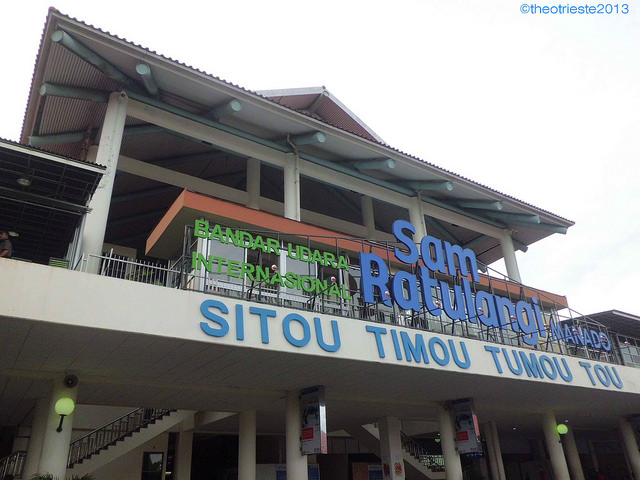 ©theotrieste2013
BANDAR UDARA
INTERNASIONAL
Sam
Ratulangi
MANADO
SITOU TIMOU TUMOU TOU